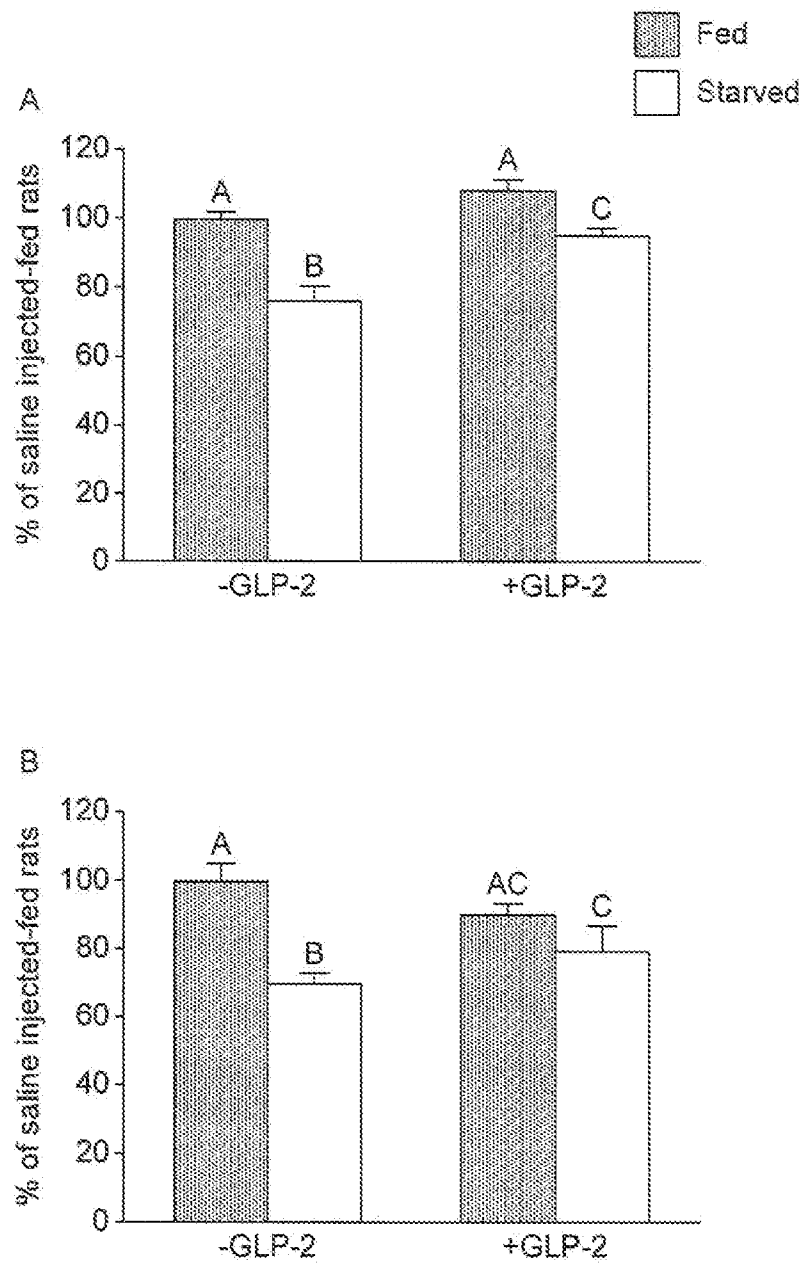 Fed
Starved
A
% of saline injected-fed rats
120
100
80
60
40
20
0
A
B
A
C
-GLP-2
+GLP-2
B
% of saline injected-fed rats
120
100
80
60
40
20
0
A
B
AC
C
-GLP-2
+GLP-2